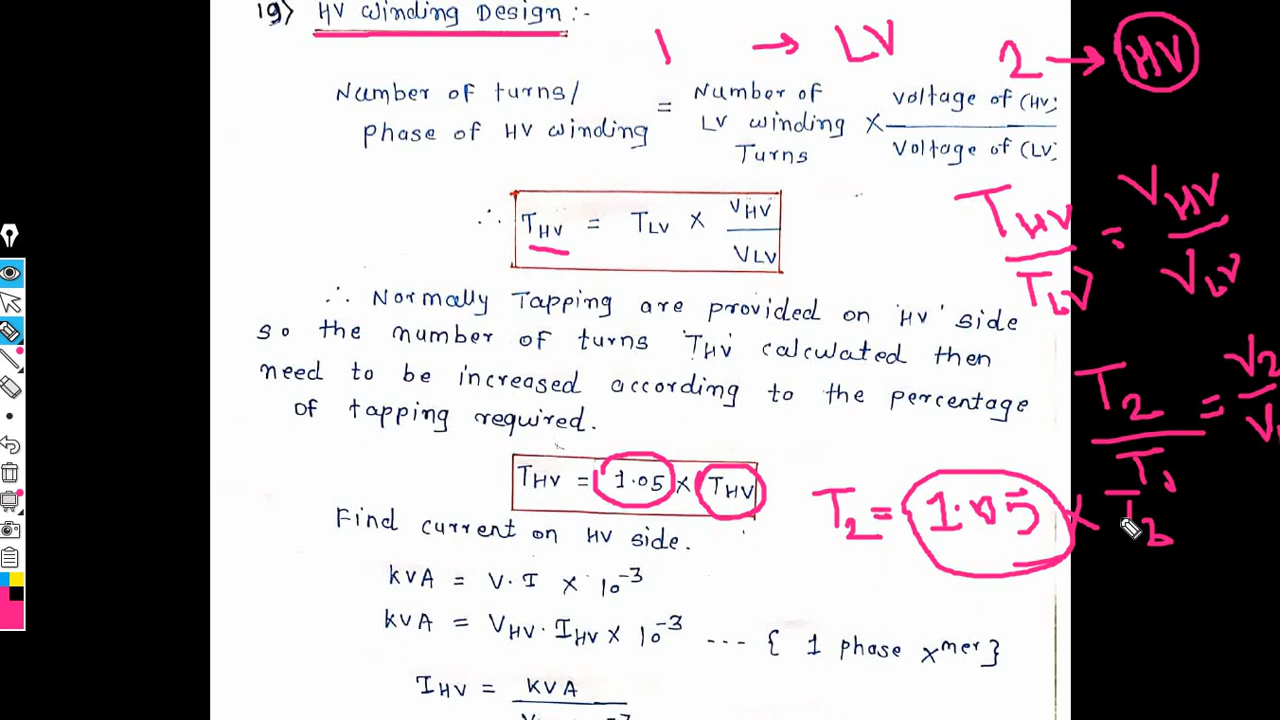 19) HV Winding Design :-
1 → LV 2 → HV
Number of turns/ phase of HV winding = Number of LV winding Turns × Voltage of (HV) / Voltage of (LV)
∴ THV = TLV × VHV / VLV
THV / TLV = VHV / VLV
∴ Normally Tapping are provided on 'HV' side
so the number of turns 'THV' calculated then
need to be increased according to the percentage
of tapping required.
T2 / T1 = V2 / V
THV = 1.05 × THV
T2 = 1.05 × T2
Find current on HV side.
kVA = V. I × 10⁻³
kVA = VHV. IHV × 10⁻³ --- { 1 phase xmer }
IHV = KVA